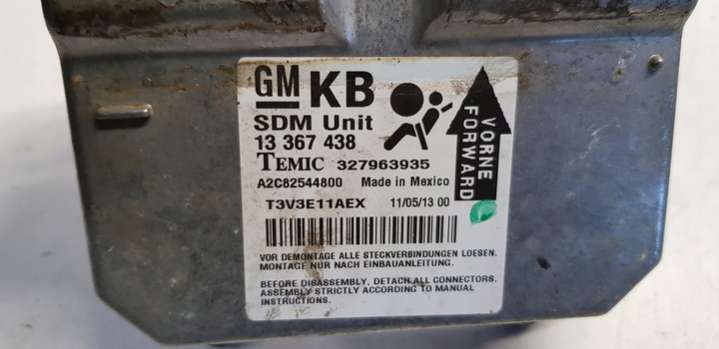 GM KB
SDM Unit
13 367 438
TEMIC 327963935
A2C82544800 Made in Mexico
T3V3E11AEX 11/05/13 00
VORNE
FORWARD
VOR DEMONTAGE ALLE STECKVERBINDUNGEN LOESEN.
MONTAGE NUR NACH EINBAUANLEITUNG.
BEFORE DISASSEMBLY, DETACH ALL CONNECTORS.
ASSEMBLY STRICTLY ACCORDING TO MANUAL
INSTRUCTIONS.